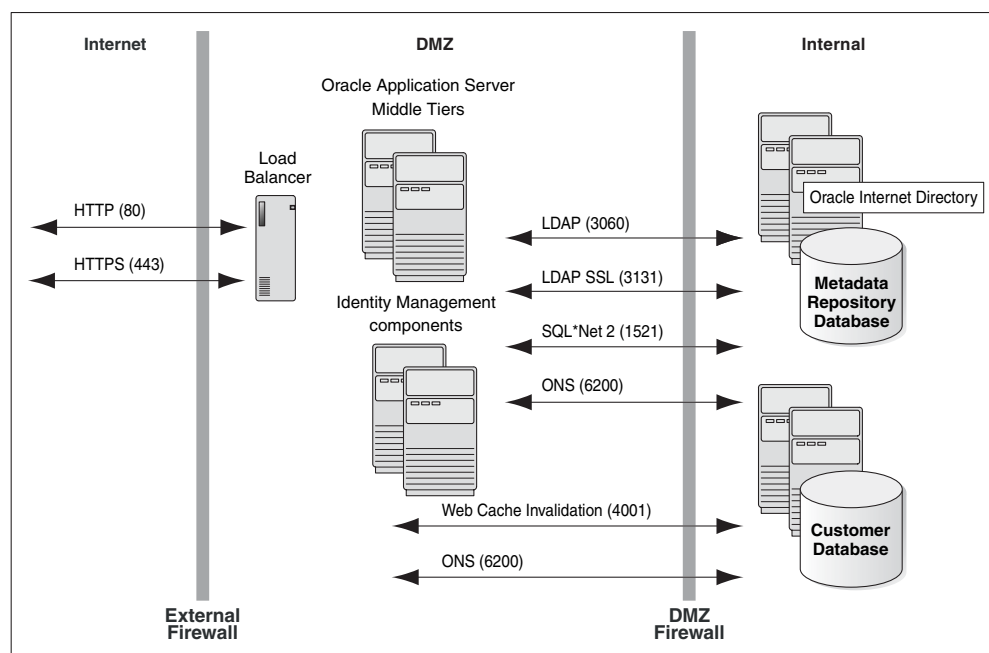 Internet
DMZ
Internal
Oracle Application Server
Middle Tiers
Load
Balancer
Oracle Internet Directory
HTTP (80)
LDAP (3060)
HTTPS (443)
LDAP SSL (3131)
Metadata
Repository
Database
Identity Management
components
SQL*Net 2 (1521)
ONS (6200)
Web Cache Invalidation (4001)
Customer
Database
ONS (6200)
External
Firewall
DMZ
Firewall